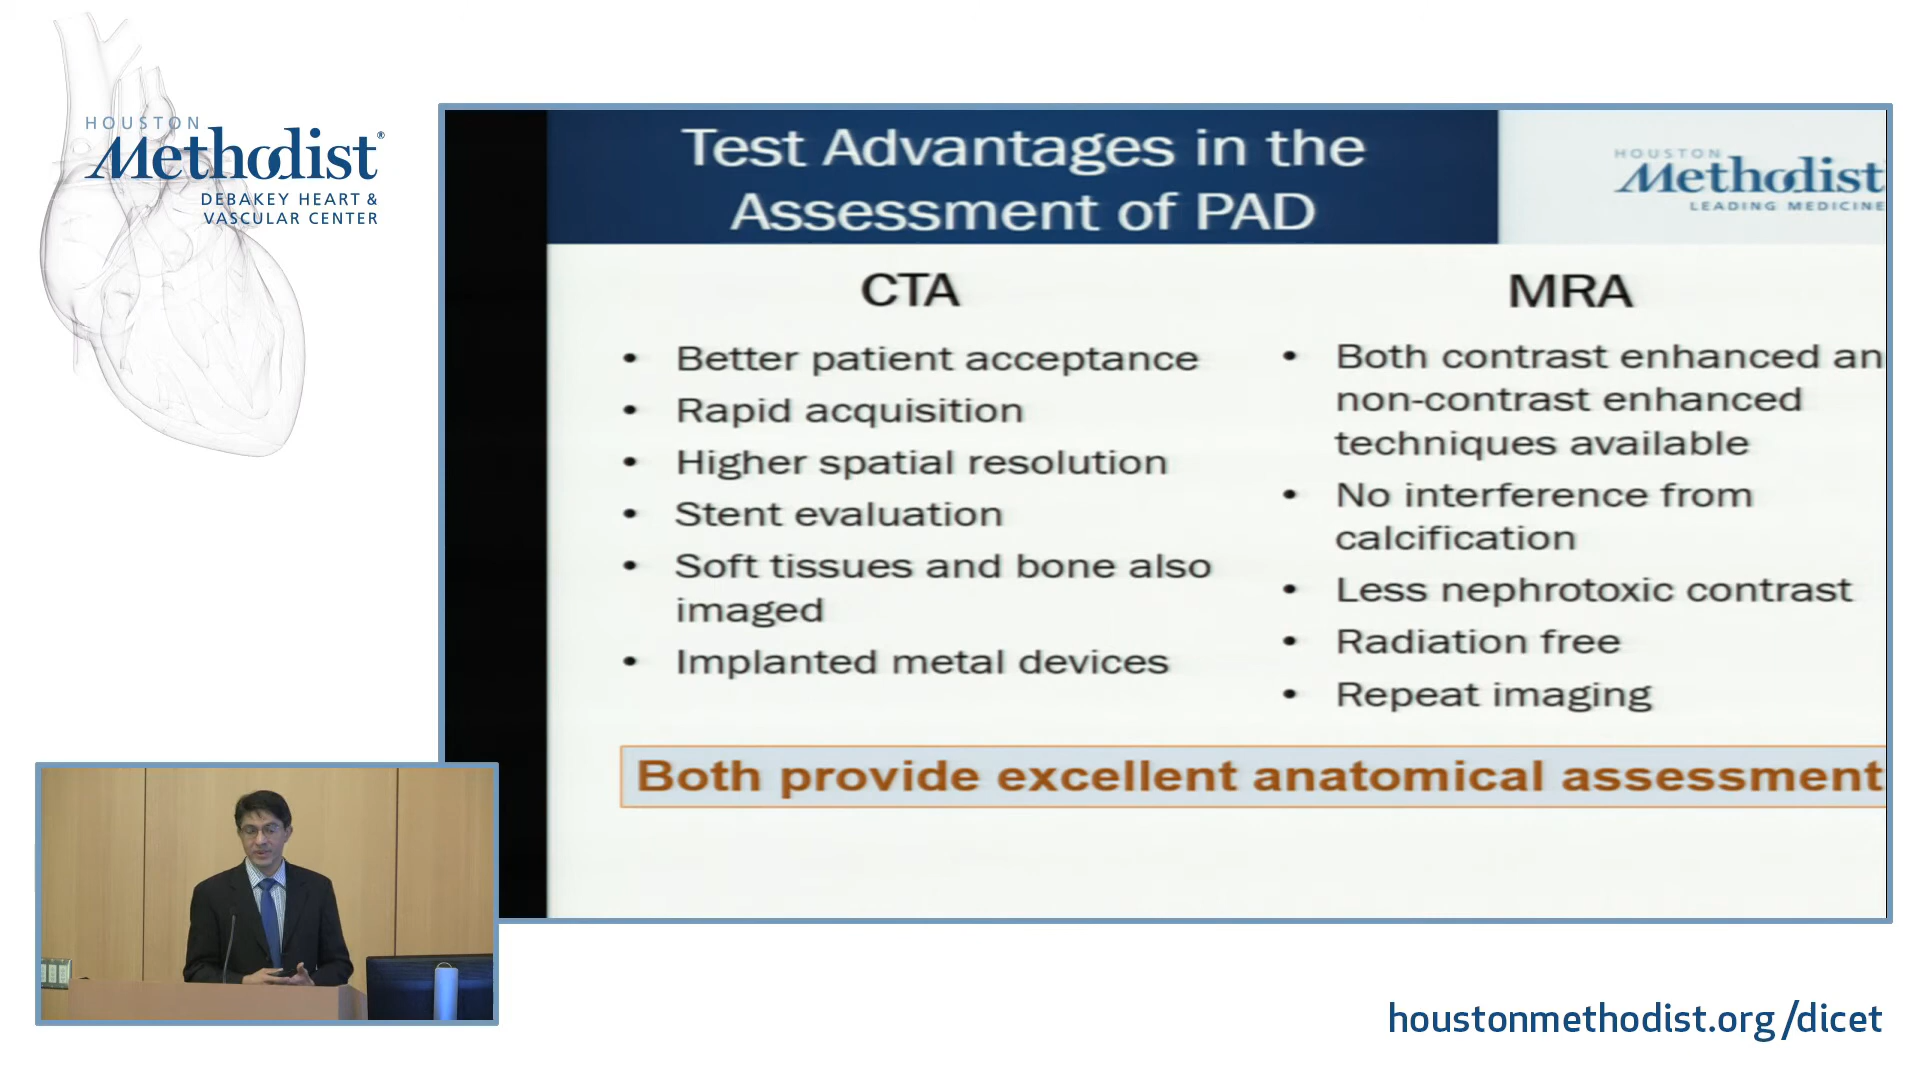 HOUSTON
Methodist®
DEBAKEY HEART &
VASCULAR CENTER
Test Advantages in the
Assessment of PAD
HOUSTON
Methodist
LEADING MEDICINE
CTA
• Better patient acceptance
• Rapid acquisition
• Higher spatial resolution
• Stent evaluation
• Soft tissues and bone also
imaged
• Implanted metal devices
MRA
• Both contrast enhanced an
non-contrast enhanced
techniques available
• No interference from
calcification
• Less nephrotoxic contrast
• Radiation free
• Repeat imaging
Both provide excellent anatomical assessment
houstonmethodist.org/dicet